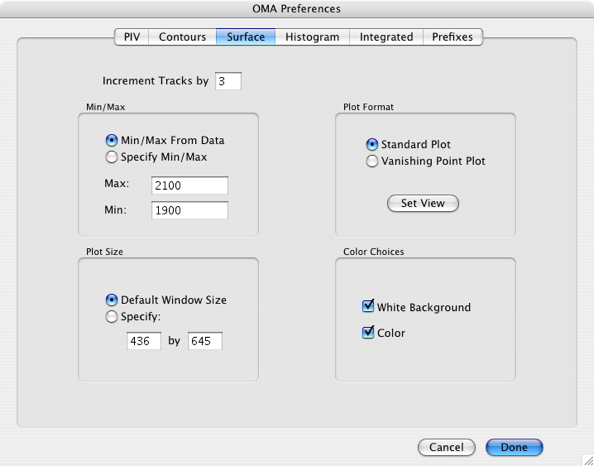 OMA Preferences
PIV Contours Surface Histogram Integrated Prefixes
Increment Tracks by 3
Min/Max
Min/Max From Data
Specify Min/Max
Max: 2100
Min: 1900
Plot Format
Standard Plot
Vanishing Point Plot
Set View
Plot Size
Default Window Size
Specify:
436 by 645
Color Choices
White Background
Color
Cancel Done